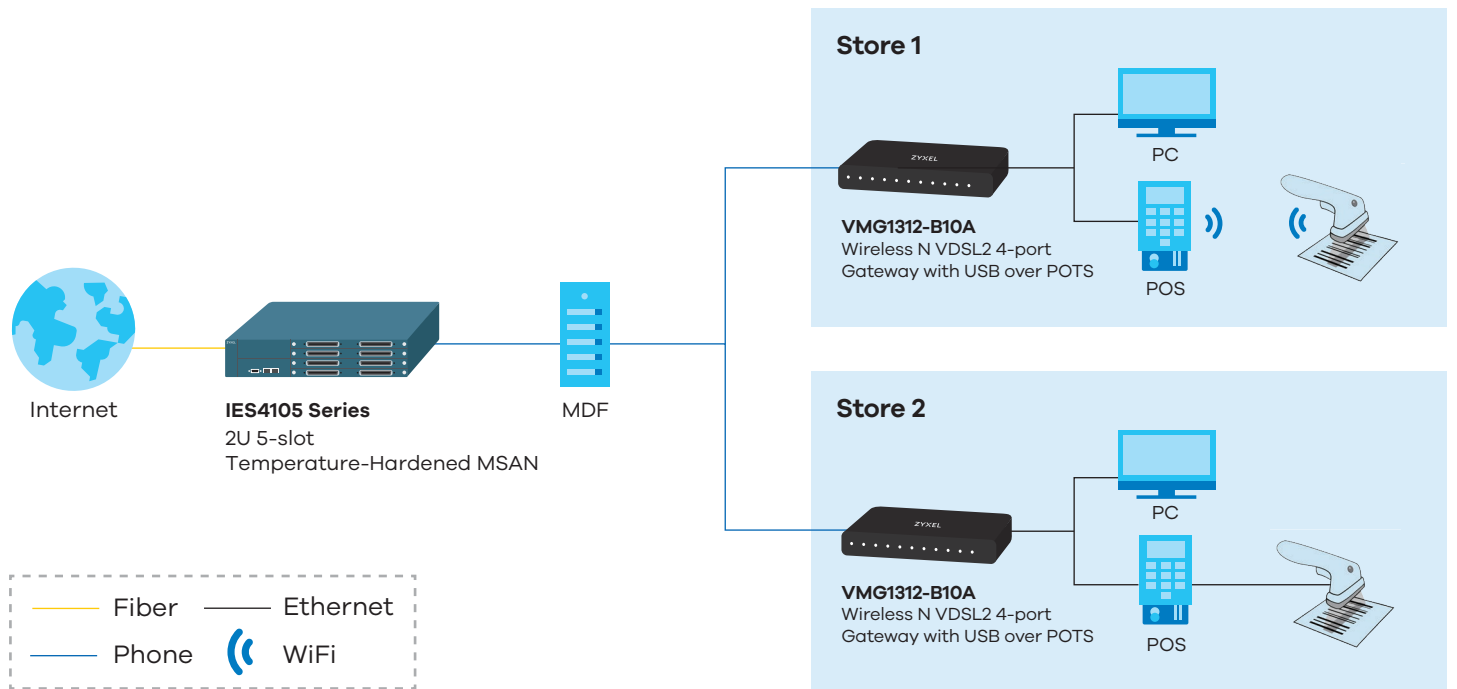 Store 1
ZYXEL
PC
VMG1312-B10A
Wireless N VDSL2 4-port
Gateway with USB over POTS
POS
Internet
ZYXEL
IES4105 Series
2U 5-slot
Temperature-Hardened MSAN
MDF
Store 2
ZYXEL
PC
VMG1312-B10A
Wireless N VDSL2 4-port
Gateway with USB over POTS
POS
Fiber
Ethernet
Phone
WiFi